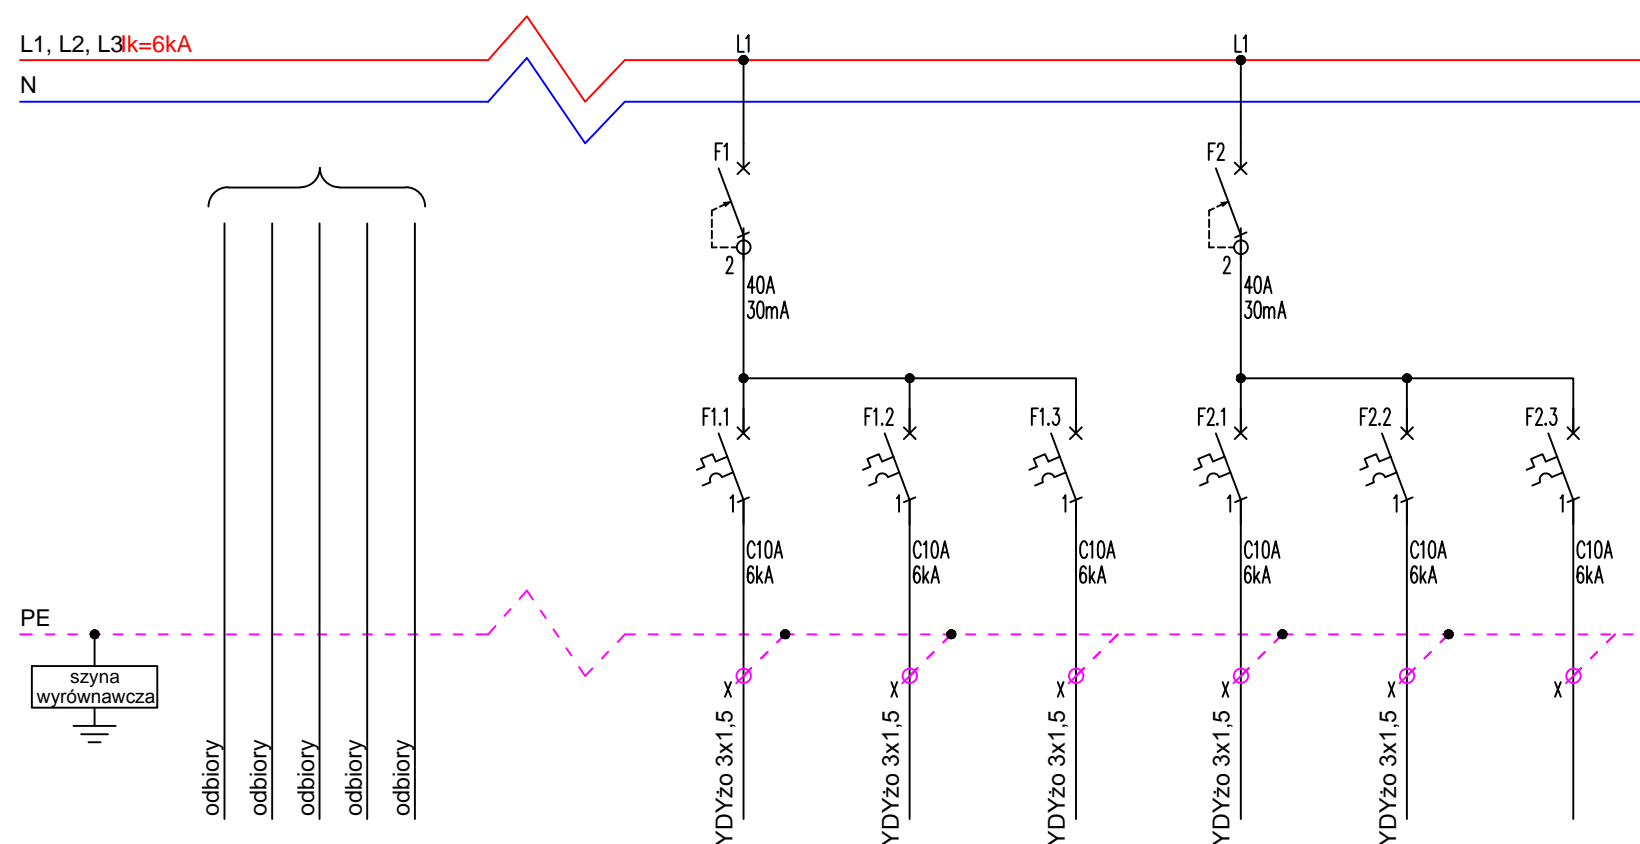 L1, L2, L3Ik=6kA
L1
L1
N
F1
F2
2
2
40A
30mA
40A
30mA
F1.1
F1.2
F1.3
F2.1
F2.2
F2.3
1
1
1
1
1
1
C10A
6kA
C10A
6kA
C10A
6kA
C10A
6kA
C10A
6kA
C10A
6kA
PE
szyna
wyrównawcza
X
X
X
X
X
X
odbiory
odbiory
odbiory
odbiory
odbiory
YDYżo 3x1,5
YDYżo 3x1,5
YDYżo 3x1,5
YDYżo 3x1,5
YDYżo 3x1,5